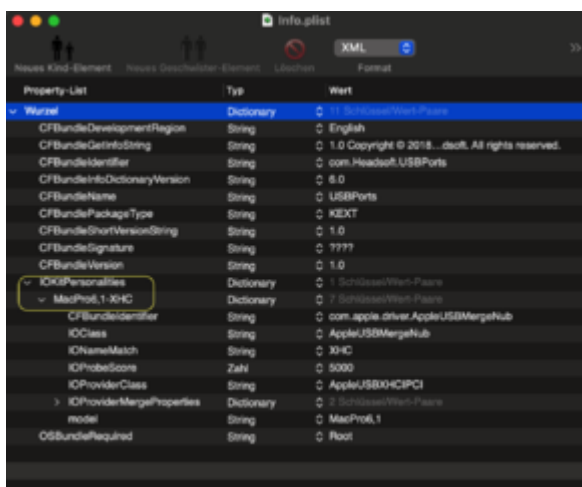 Info.plist
XML
Neues Kind-Element Neues Geschwister-Element Löschen Format
Property-List Typ Wert
Wurzel Dictionary 11 Schlüssel/Wert-Paare
CFBundleDevelopmentRegion String English
CFBundleGetInfoString String 1.0 Copyright © 2018...dsoft. All rights reserved.
CFBundleIdentifier String com.Headsoft.USBPorts
CFBundleInfoDictionaryVersion String 6.0
CFBundleName String USBPorts
CFBundlePackageType String KEXT
CFBundleShortVersionString String 1.0
CFBundleSignature String ????
CFBundleVersion String 1.0
IOKitPersonalities Dictionary 1 Schlüssel/Wert-Paare
MacPro6,1-XHC Dictionary 7 Schlüssel/Wert-Paare
CFBundleIdentifier String com.apple.driver.AppleUSBMergeNub
IOClass String AppleUSBMergeNub
IONameMatch String XHC
IOProbeScore Zahl 5000
IOProviderClass String AppleUSBXHCIPCI
IOProviderMergeProperties Dictionary 2 Schlüssel/Wert-Paare
model String MacPro6,1
OSBundleRequired String Root